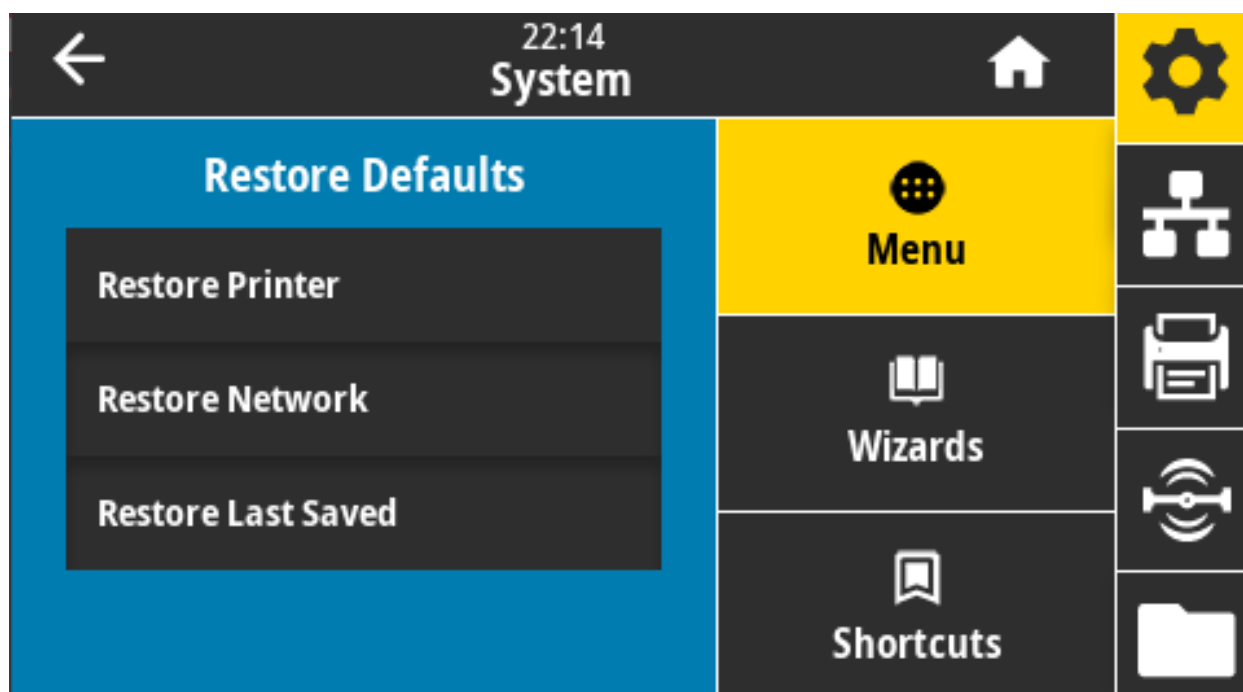 22:14
System
Restore Defaults
Restore Printer
Restore Network
Restore Last Saved
Menu
Wizards
Shortcuts